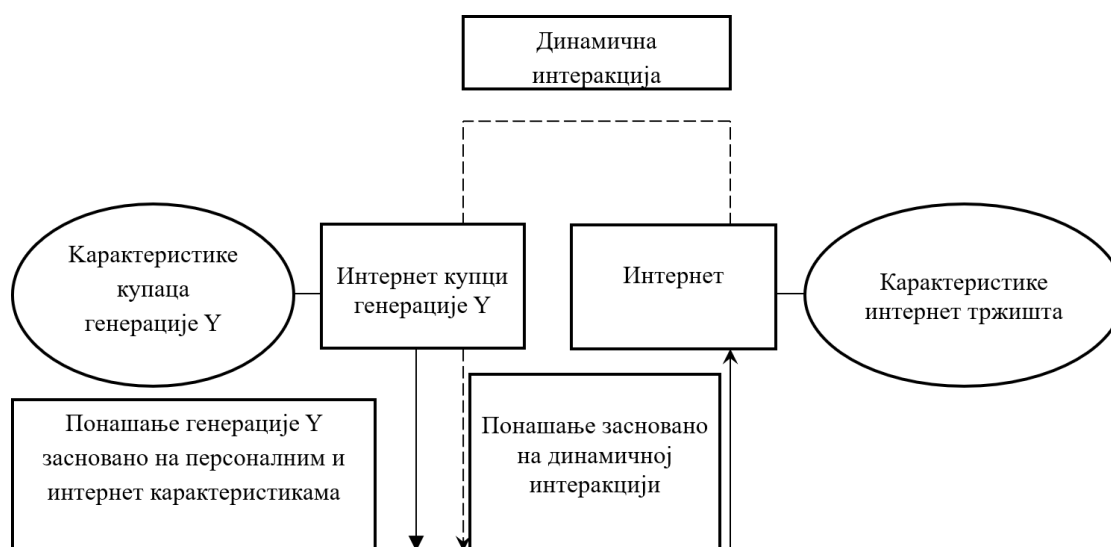 Динамична
интеракција
Карактеристике
купаца
генерације Y
Интернет купци
генерације Y
Интернет
Карактеристике
интернет тржишта
Понашање генерације Y
засновано на персоналним и
интернет карактеристикама
Понашање засновано
на динамичној
интеракцији